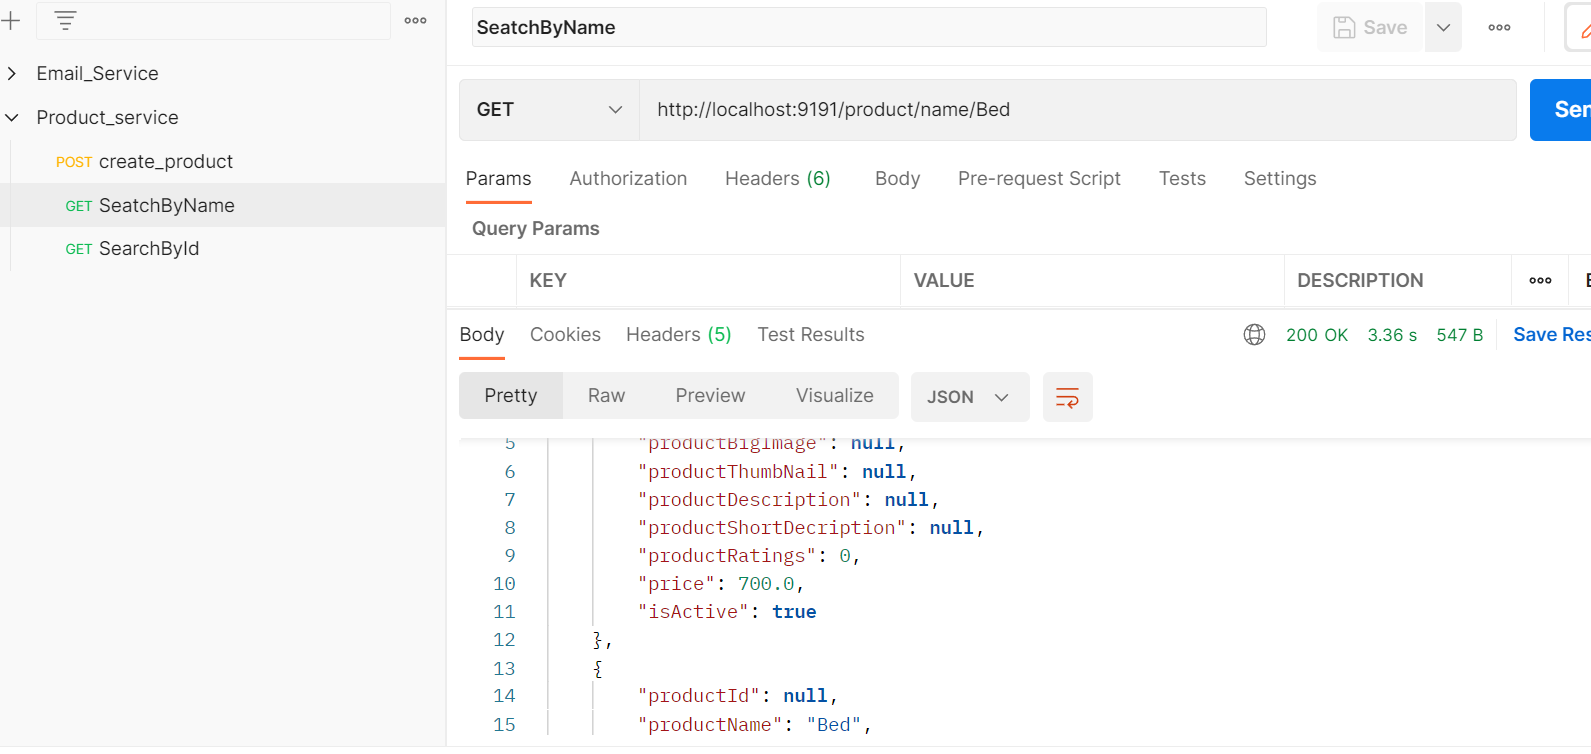 SeatchByName
Save
Email_Service
Product_service
POST create_product
GET SeatchByName
GET SearchById
GET http://localhost:9191/product/name/Bed
Params Authorization Headers (6) Body Pre-request Script Tests Settings
Query Params
KEY VALUE DESCRIPTION
Body Cookies Headers (5) Test Results 200 OK 3.36 s 547 B Save Res
Pretty Raw Preview Visualize JSON
5 "productBigImage": null,
6 "productThumbNail": null,
7 "productDescription": null,
8 "productShortDecription": null,
9 "productRatings": 0,
10 "price": 700.0,
11 "isActive": true
12 },
13 {
14 "productId": null,
15 "productName": "Bed",